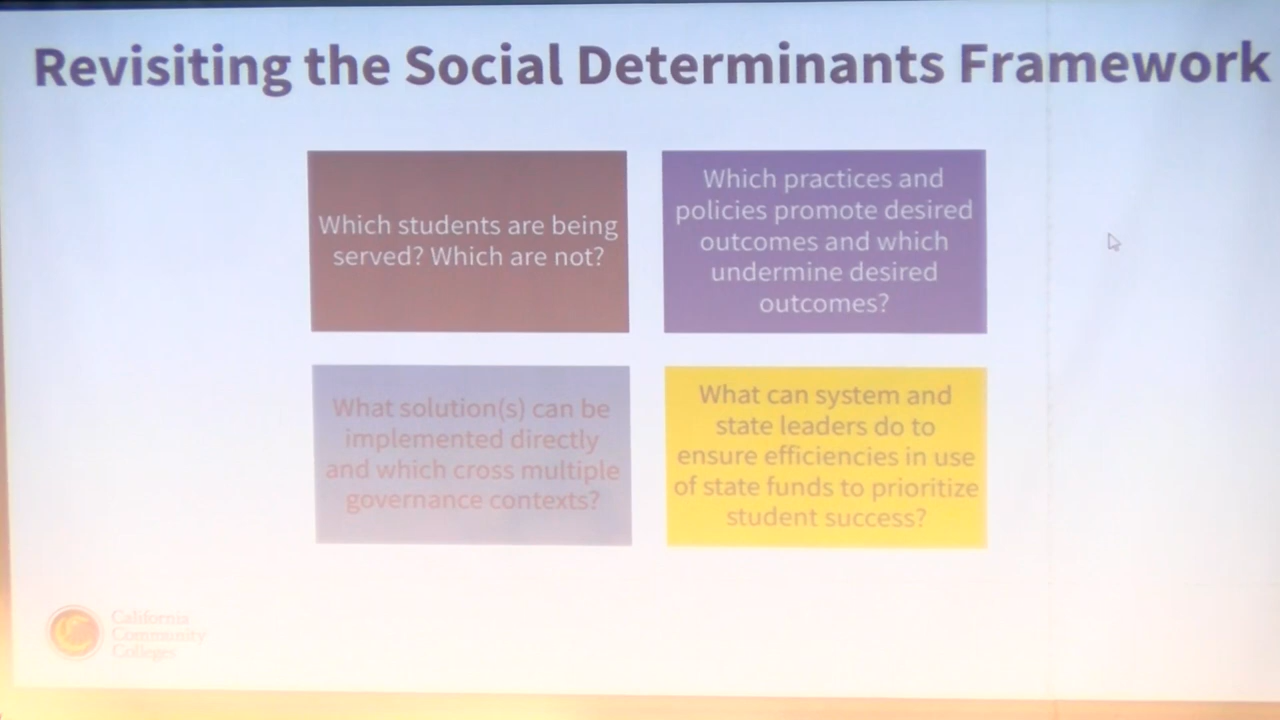 Revisiting the Social Determinants Framework
Which students are being
served? Which are not?
Which practices and
policies promote desired
outcomes and which
undermine desired
outcomes?
What solution(s) can be
implemented directly
and which cross multiple
governance contexts?
What can system and
state leaders do to
ensure efficiencies in use
of state funds to prioritize
student success?
California
Community
Colleges